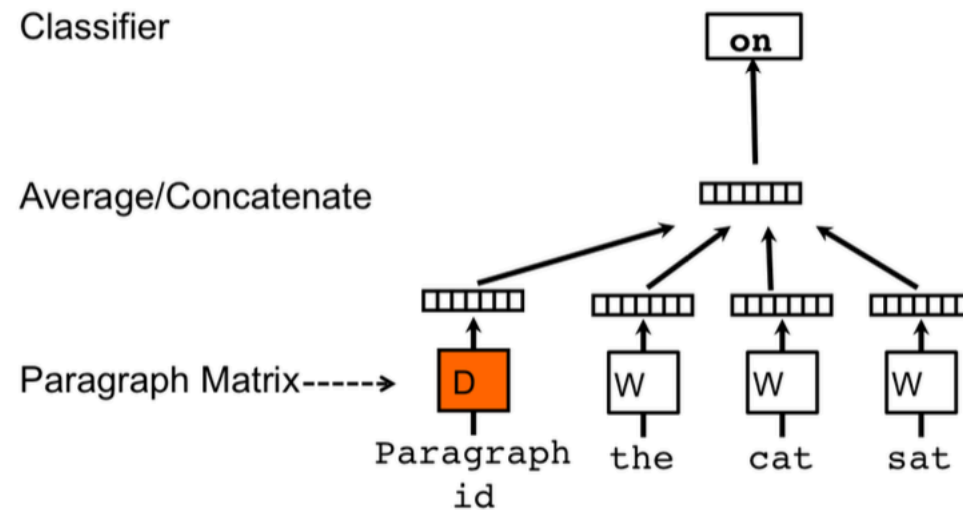 Classifier
on
Average/Concatenate
Paragraph Matrix
D
W
W
W
Paragraph
id
the
cat
sat